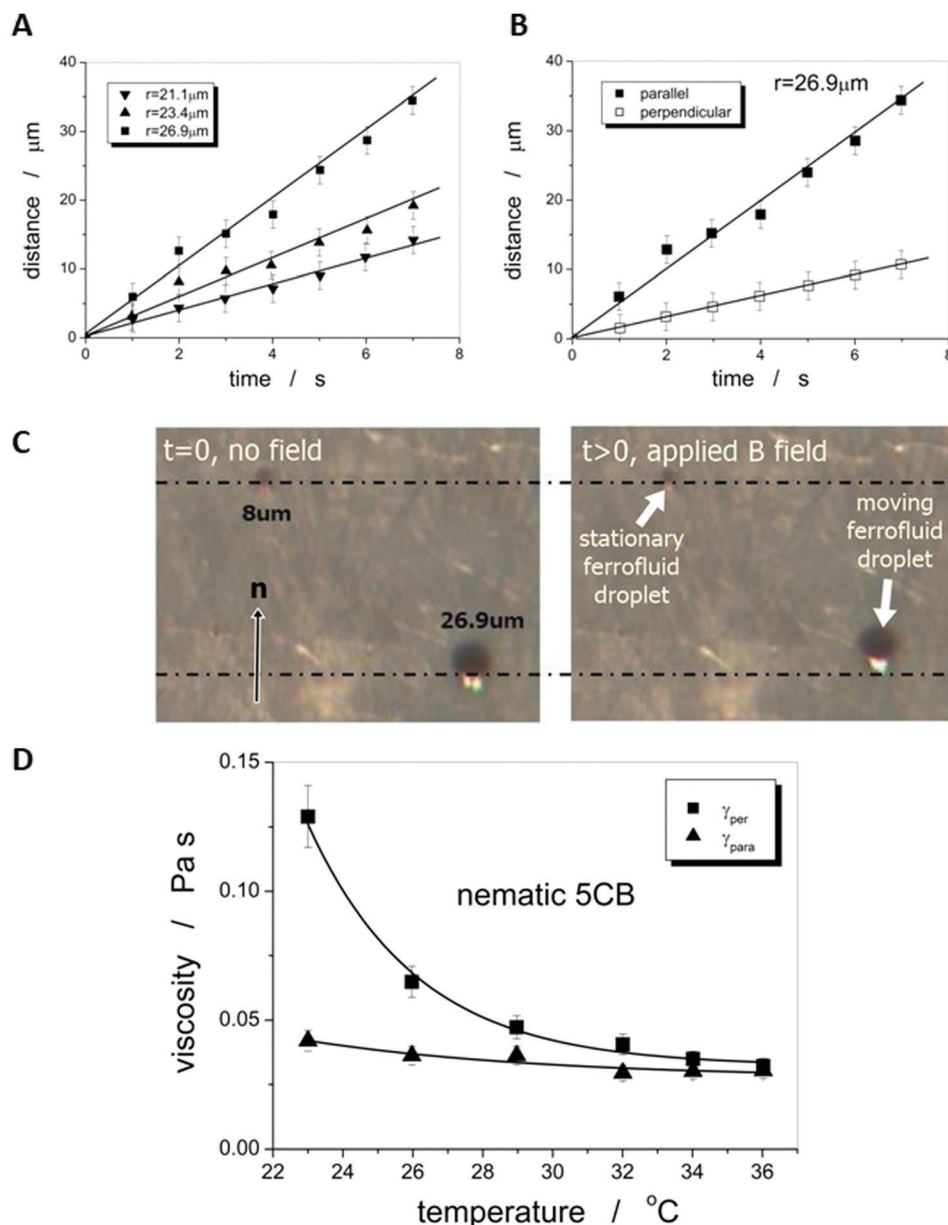 A
B
40
30
20
10
0
distance / μm
r=21.1μm
r=23.4μm
r=26.9μm
0
2
4
6
8
time / s
40
30
20
10
0
distance / μm
parallel
perpendicular
r=26.9μm
0
2
4
6
8
time / s
C
t=0, no field
8um
n
26.9um
t>0, applied B field
stationary
ferrofluid
droplet
moving
ferrofluid
droplet
D
0.15
0.10
0.05
0.00
viscosity / Pa s
γper
γpara
nematic 5CB
22
24
26
28
30
32
34
36
temperature / °C